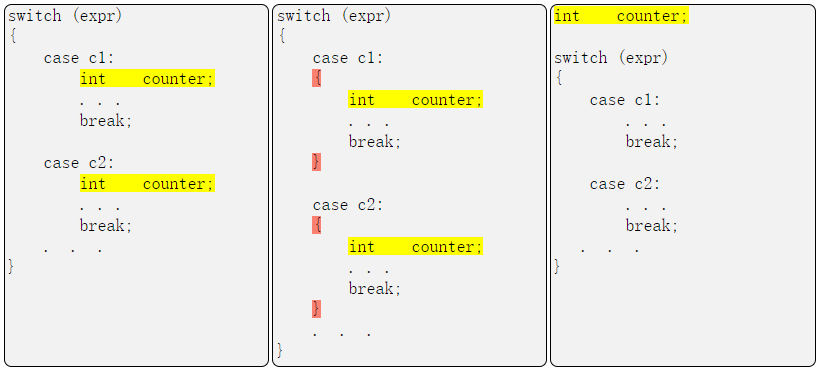 switch (expr)
{
    case c1:
        int    counter;
        . . .
        break;

    case c2:
        int    counter;
        . . .
        break;
    .  .  .
}
switch (expr)
{
    case c1:
    {
        int    counter;
        . . .
        break;
    }

    case c2:
    {
        int    counter;
        . . .
        break;
    }
    .  .  .
}
int    counter;

switch (expr)
{
    case c1:
        . . .
        break;

    case c2:
        . . .
        break;
   .  .  .
}